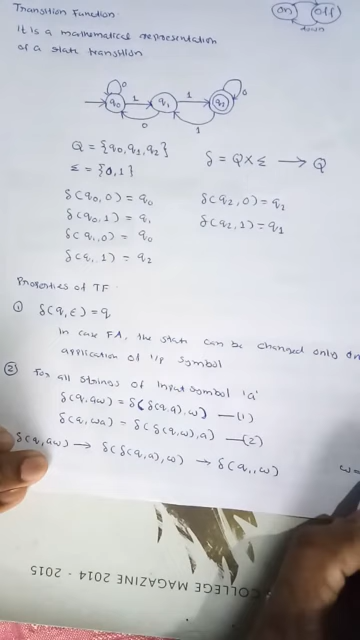 Transition Function
on off
down
It is a mathematical representation
of a state transition
0 0
q0 1 q1 1 q2
0 1
Q = {q0, q1, q2}
Σ = {0, 1}
δ = Q × Σ → Q
δ(q0, 0) = q0 δ(q2, 0) = q2
δ(q0, 1) = q1 δ(q2, 1) = q1
δ(q1, 0) = q0
δ(q1, 1) = q2
Properties of TF
① δ(q, ε) = q
In case FA, the state can be changed only on
application of i/p symbol
② For all strings of input symbol 'a'
δ(q, aw) = δ(δ(q, a), w) —(1)
δ(q, wa) = δ(δ(q, w), a) —(2)
δ(q, aw) → δ(δ(q, a), w) → δ(q1, w)
w=
COLLEGE MAGAZINE 2014 - 2015